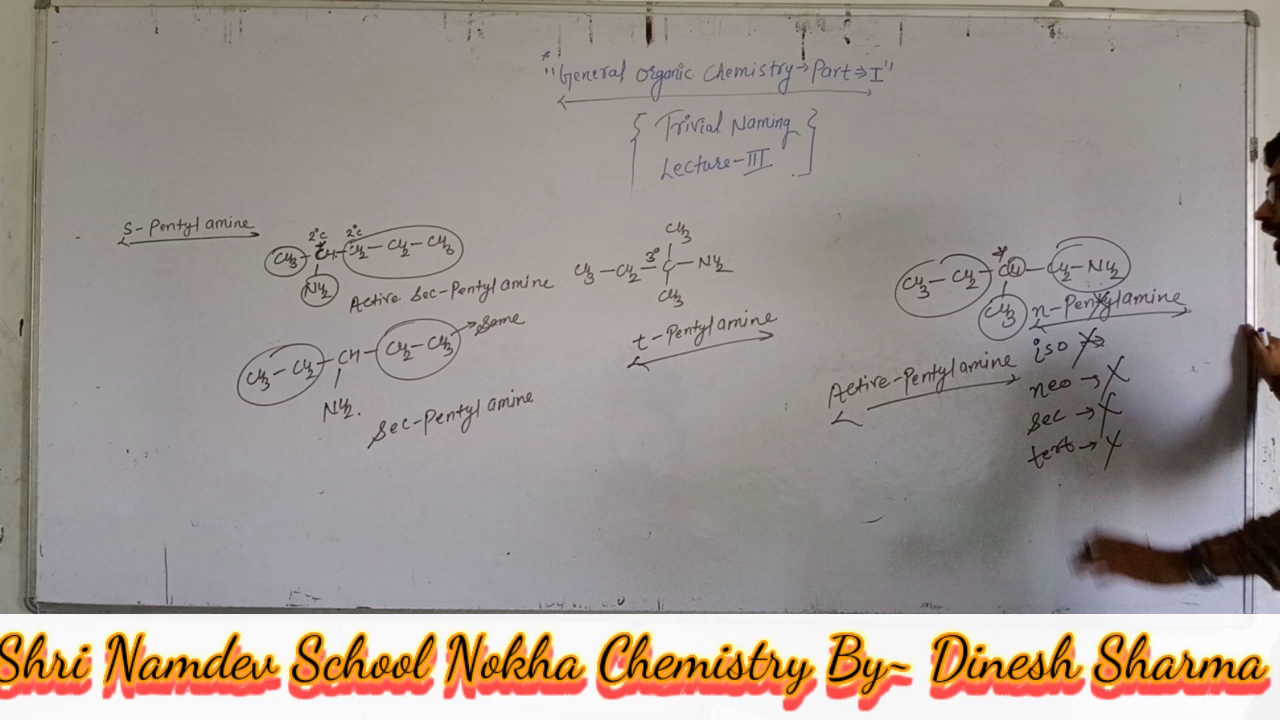 "General Organic Chemistry→Part⇒I"
{ Trivial Naming }
Lecture-III
S-Pentyl amine
2°C 2°C
CH3-CH-CH2-CH2-CH3
NH2
Active Sec-Pentyl amine
CH3-CH2-CH-CH2-CH3 → Same
NH2.
Sec-Pentyl amine
CH3
CH3-CH2-C-NH2
3°
CH3
t-Pentylamine
*
CH3-CH2-CH-CH2-NH2
CH3
n-Pentylamine
Active-Pentylamine
iso X
neo → X
sec → X
tert → X
Shri Namdev School Nokha Chemistry By~ Dinesh Sharma